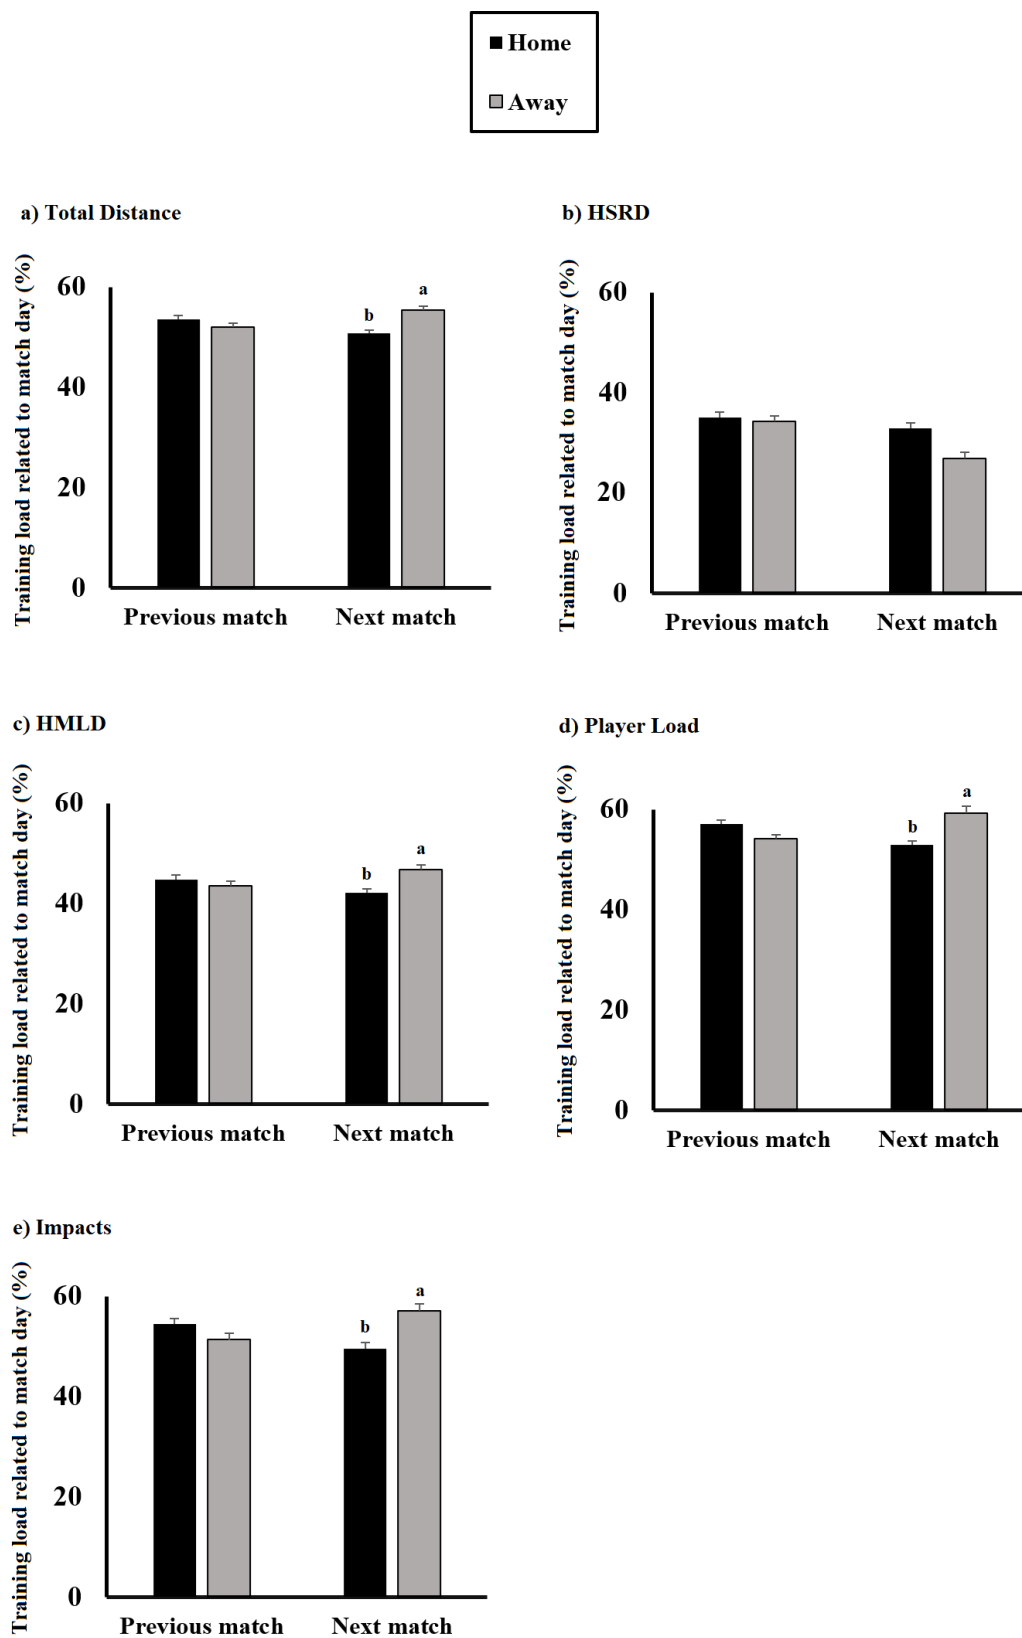 Home
Away
a) Total Distance
Training load related to match day (%)
60
40
20
0
b
a
Previous match
Next match
b) HSRD
Training load related to match day (%)
60
40
20
0
Previous match
Next match
c) HMLD
Training load related to match day (%)
60
40
20
0
b
a
Previous match
Next match
d) Player Load
Training load related to match day (%)
60
40
20
0
b
a
Previous match
Next match
e) Impacts
Training load related to match day (%)
60
40
20
0
b
a
Previous match
Next match